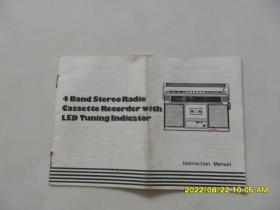 4 Band Stereo Radio
Cassette Recorder with
LED Tuning Indicator
Instruction Manual
2022/08/22 10:05 AM